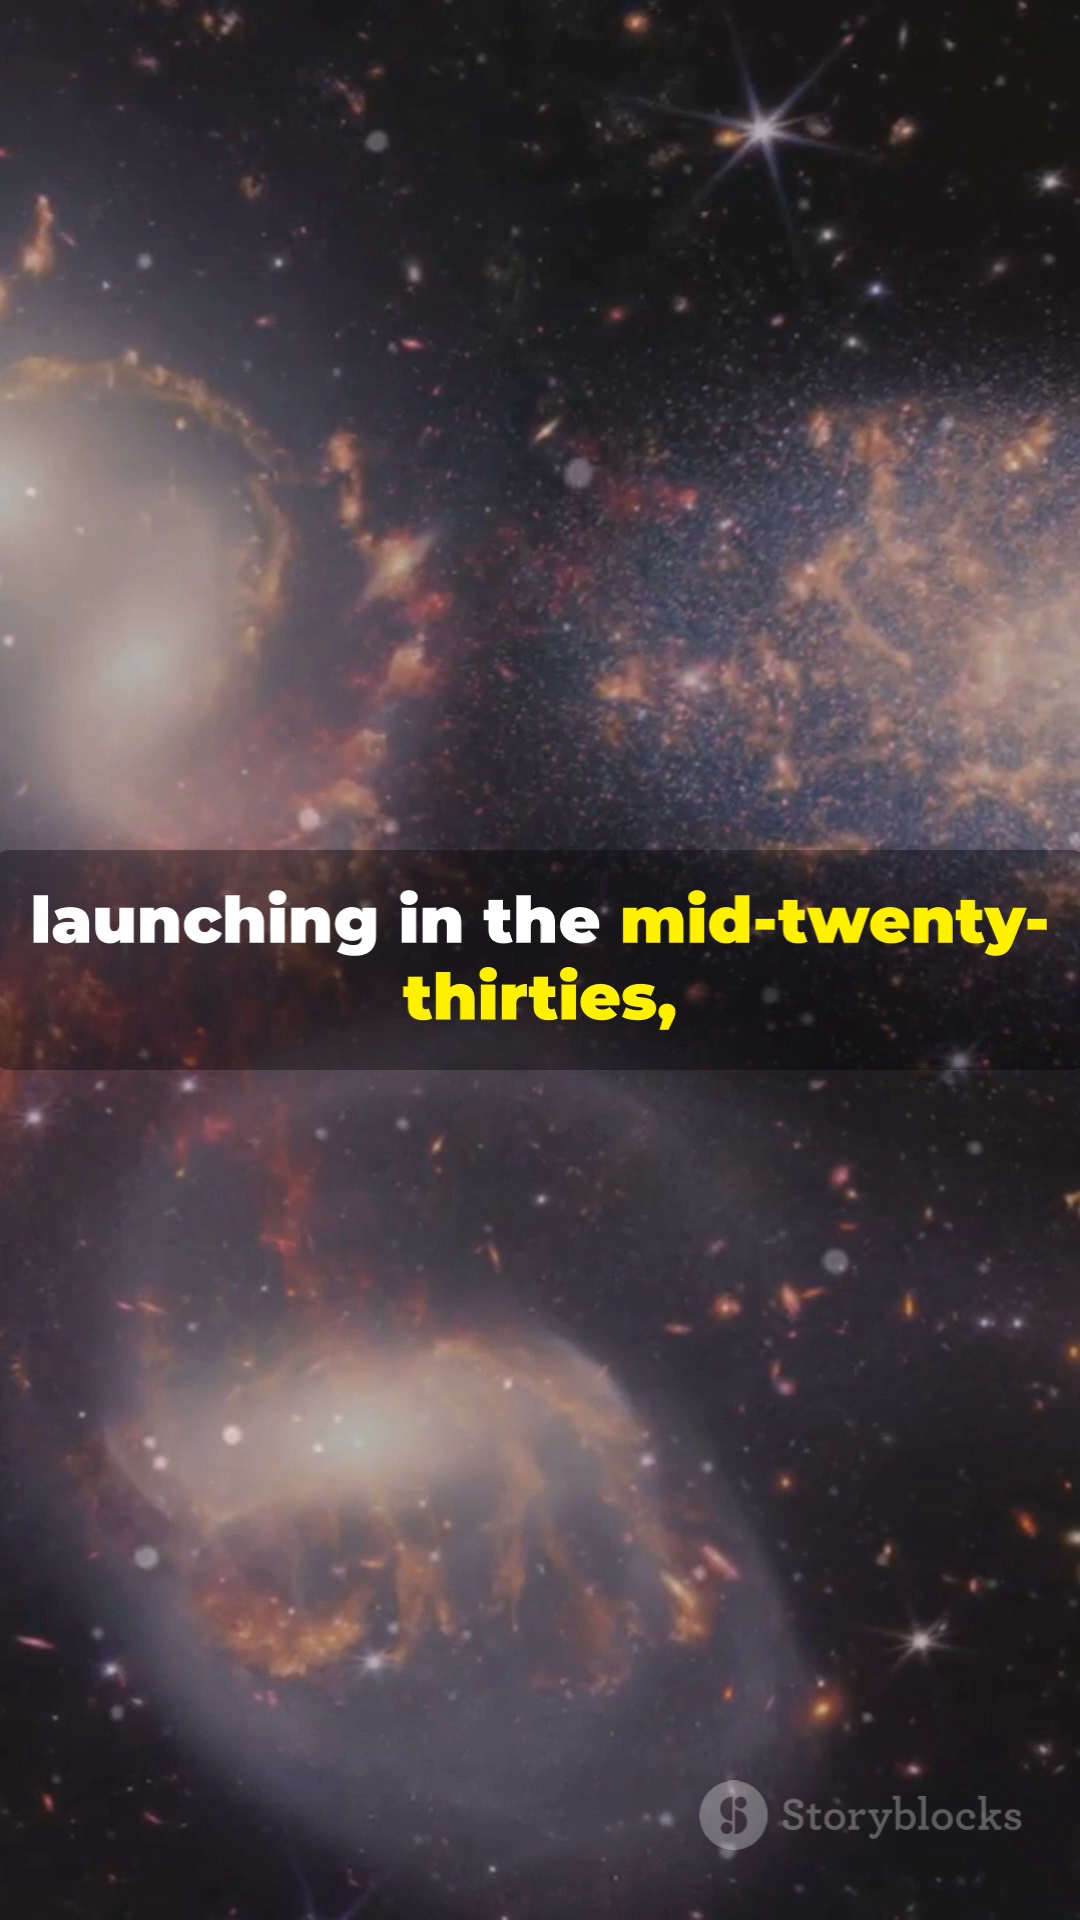 launching in the mid-twenty-
thirties,
Storyblocks